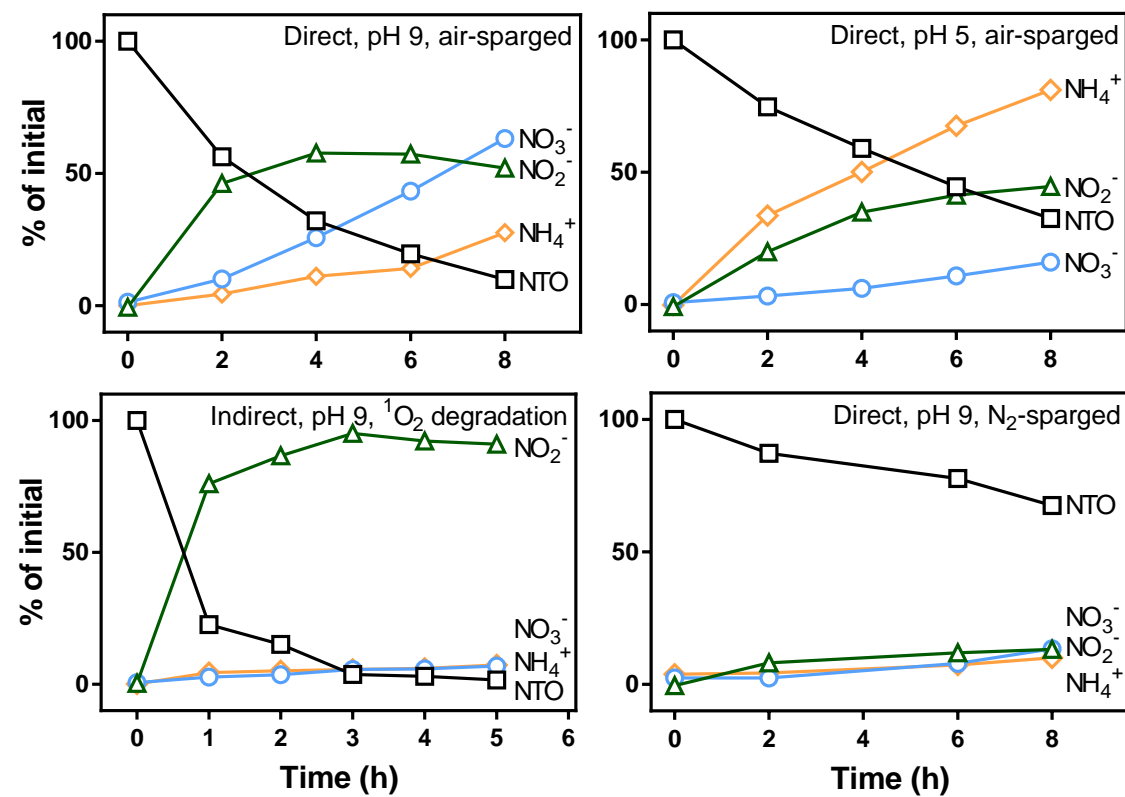 Direct, pH 9, air-sparged
% of initial
100
50
0
NO₃⁻
NO₂⁻
NH₄⁺
NTO
0 2 4 6 8
Direct, pH 5, air-sparged
100
50
0
NH₄⁺
NO₂⁻
NTO
NO₃⁻
0 2 4 6 8
Indirect, pH 9, ¹O₂ degradation
% of initial
100
50
0
NO₂⁻
NO₃⁻
NH₄⁺
NTO
0 1 2 3 4 5 6
Time (h)
Direct, pH 9, N₂-sparged
100
50
0
NTO
NO₃⁻
NO₂⁻
NH₄⁺
0 2 4 6 8
Time (h)